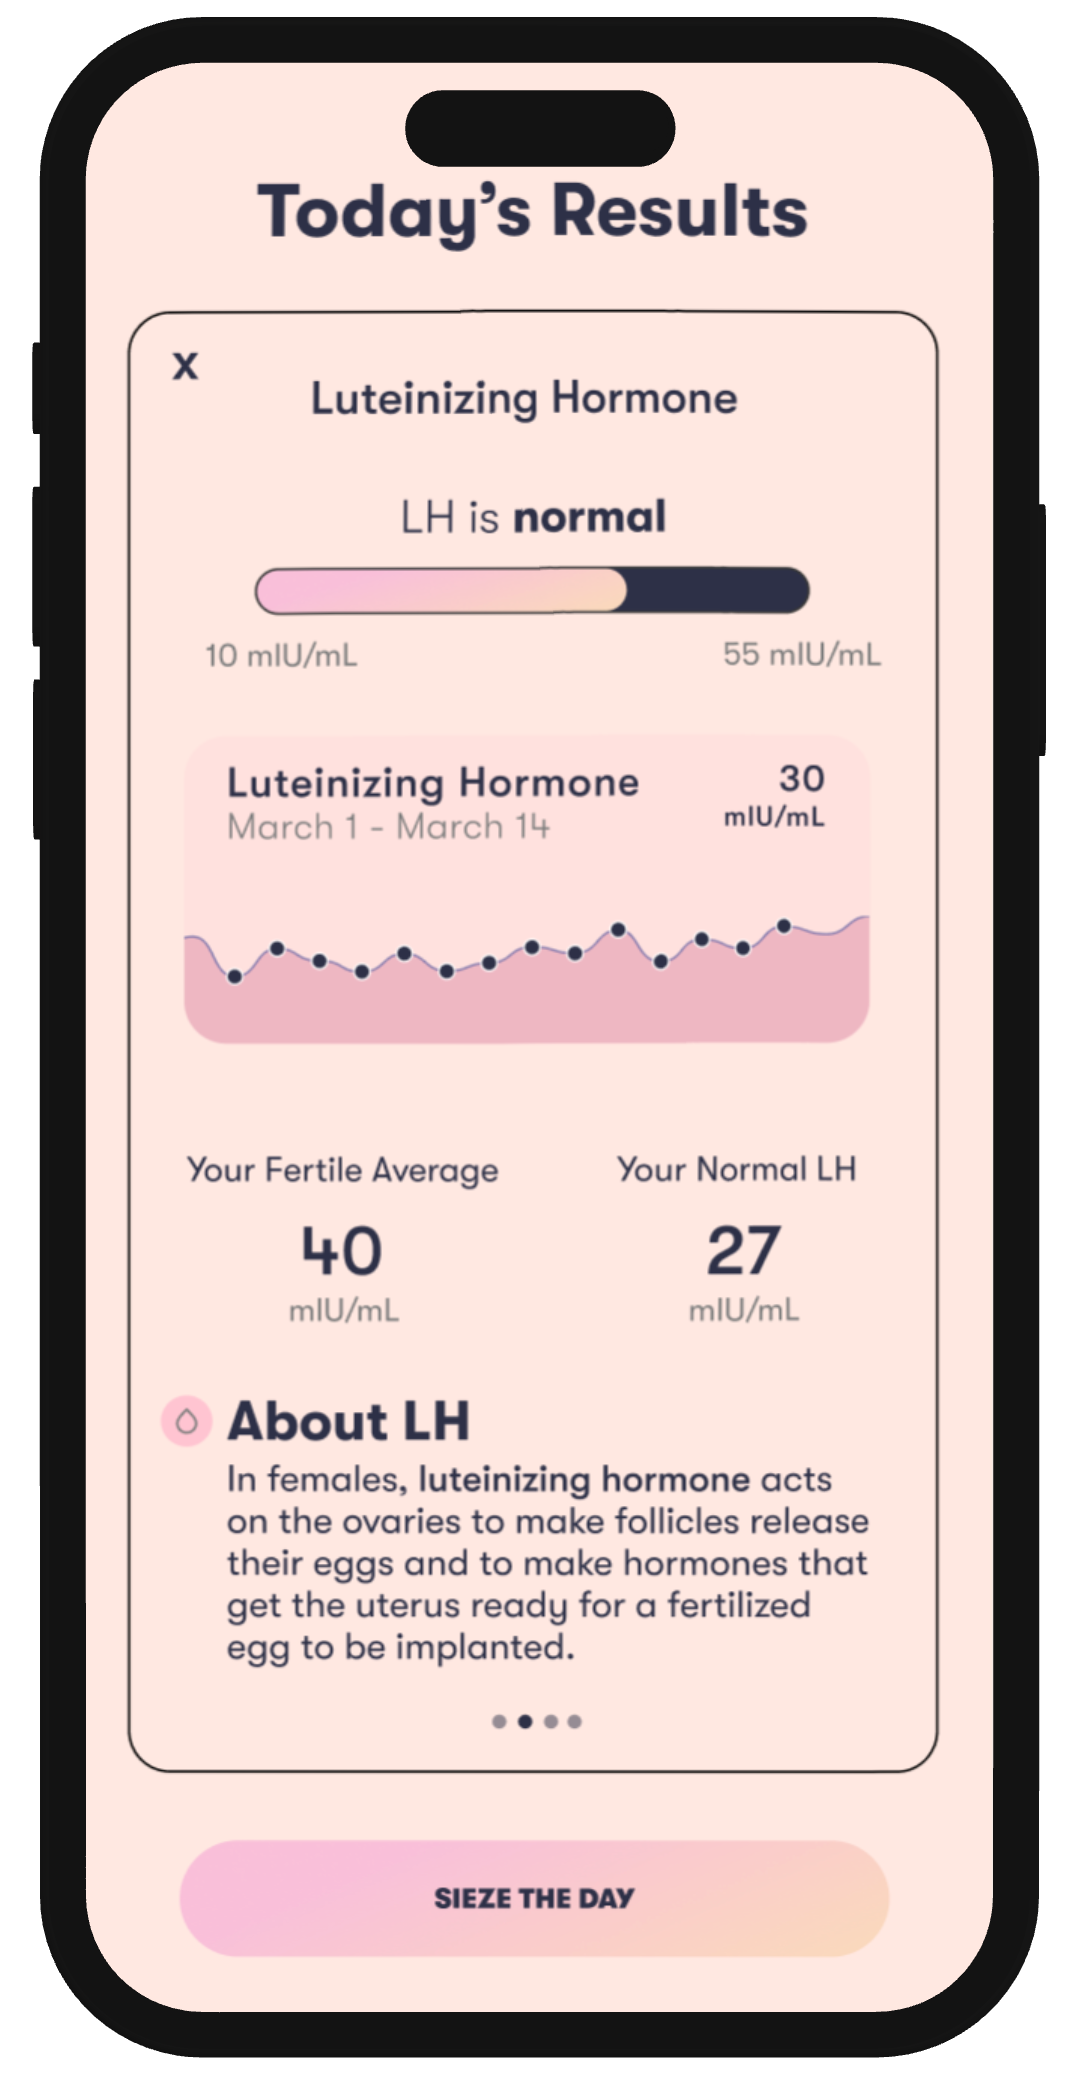 Today's Results
x
Luteinizing Hormone
LH is normal
10 mIU/mL
55 mIU/mL
Luteinizing Hormone
30
March 1 - March 14
mIU/mL
Your Fertile Average
Your Normal LH
40
27
mIU/mL
mIU/mL
About LH
In females, luteinizing hormone acts
on the ovaries to make follicles release
their eggs and to make hormones that
get the uterus ready for a fertilized
egg to be implanted.
SIEZE THE DAY